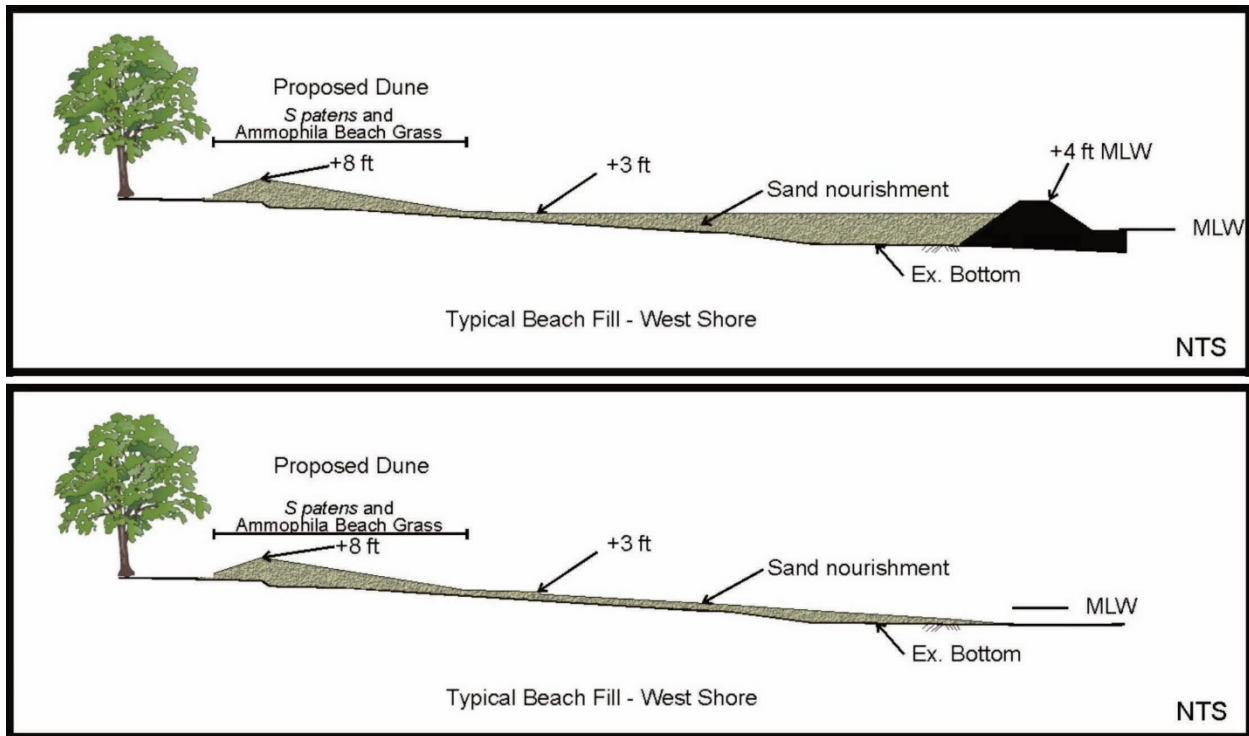 Proposed Dune
S patens and
Ammophila Beach Grass
+8 ft
+3 ft
+4 ft MLW
Sand nourishment
MLW
Ex. Bottom
Typical Beach Fill - West Shore
NTS
Proposed Dune
S patens and
Ammophila Beach Grass
+8 ft
+3 ft
Sand nourishment
MLW
Ex. Bottom
Typical Beach Fill - West Shore
NTS